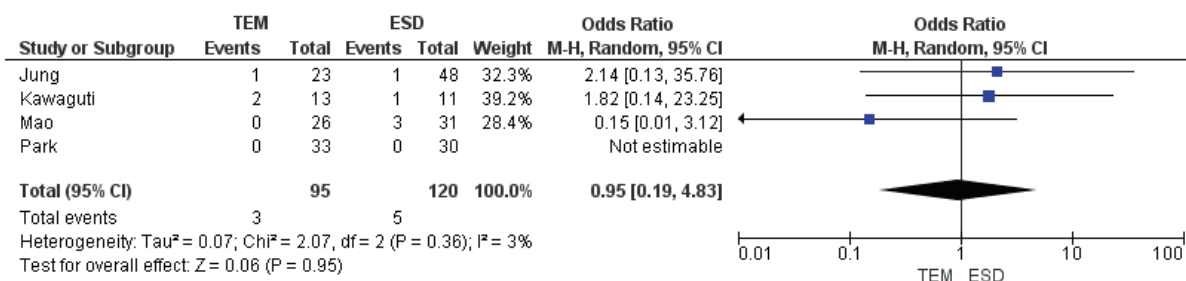 TEM ESD Odds Ratio Odds Ratio
Study or Subgroup Events Total Events Total Weight M-H, Random, 95% CI M-H, Random, 95% CI
Jung 1 23 1 48 32.3% 2.14 [0.13, 35.76]
Kawaguti 2 13 1 11 39.2% 1.82 [0.14, 23.25]
Mao 0 26 3 31 28.4% 0.15 [0.01, 3.12]
Park 0 33 0 30 Not estimable
Total (95% CI) 95 120 100.0% 0.95 [0.19, 4.83]
Total events 3 5
Heterogeneity: Tau² = 0.07; Chi² = 2.07, df = 2 (P = 0.36); I² = 3%
Test for overall effect: Z = 0.06 (P = 0.95)
0.01 0.1 1 10 100
TEM ESD